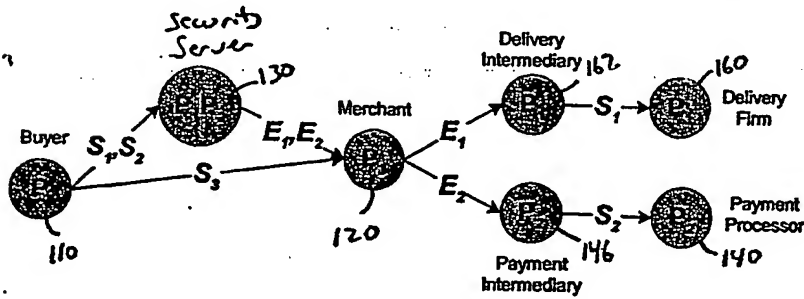 Security
Server
130
Delivery
Intermediary
162
160
Merchant
Delivery
Firm
Buyer
S₁, S₂
E₁, E₂
E₁
S₁
S₃
E₂
S₂
110
120
146
140
Payment
Intermediary
Payment
Processor